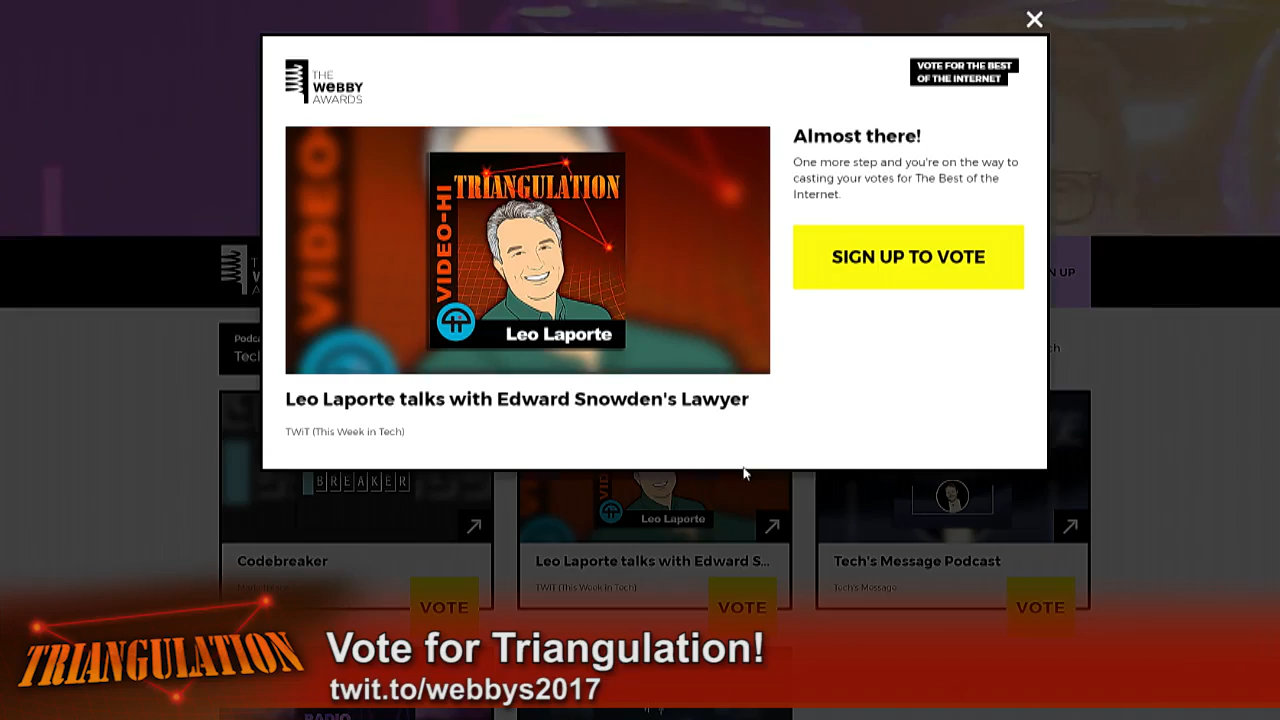 THE
WEBBY
AWARDS
VOTE FOR THE BEST
OF THE INTERNET
VIDEO
TRIANGULATION
VIDEO-HI
Leo Laporte
Almost there!
One more step and you're on the way to
casting your votes for The Best of the
Internet.
SIGN UP TO VOTE
Leo Laporte talks with Edward Snowden's Lawyer
TWiT (This Week in Tech)
N UP
Podca
Tech
BREAKER
Leo Laporte
Codebreaker
Leo Laporte talks with Edward S...
Tech's Message Podcast
TWiT (This Week in Tech)
Tech's Message
VOTE
VOTE
VOTE
TRIANGULATION
Vote for Triangulation!
twit.to/webbys2017
RADIO